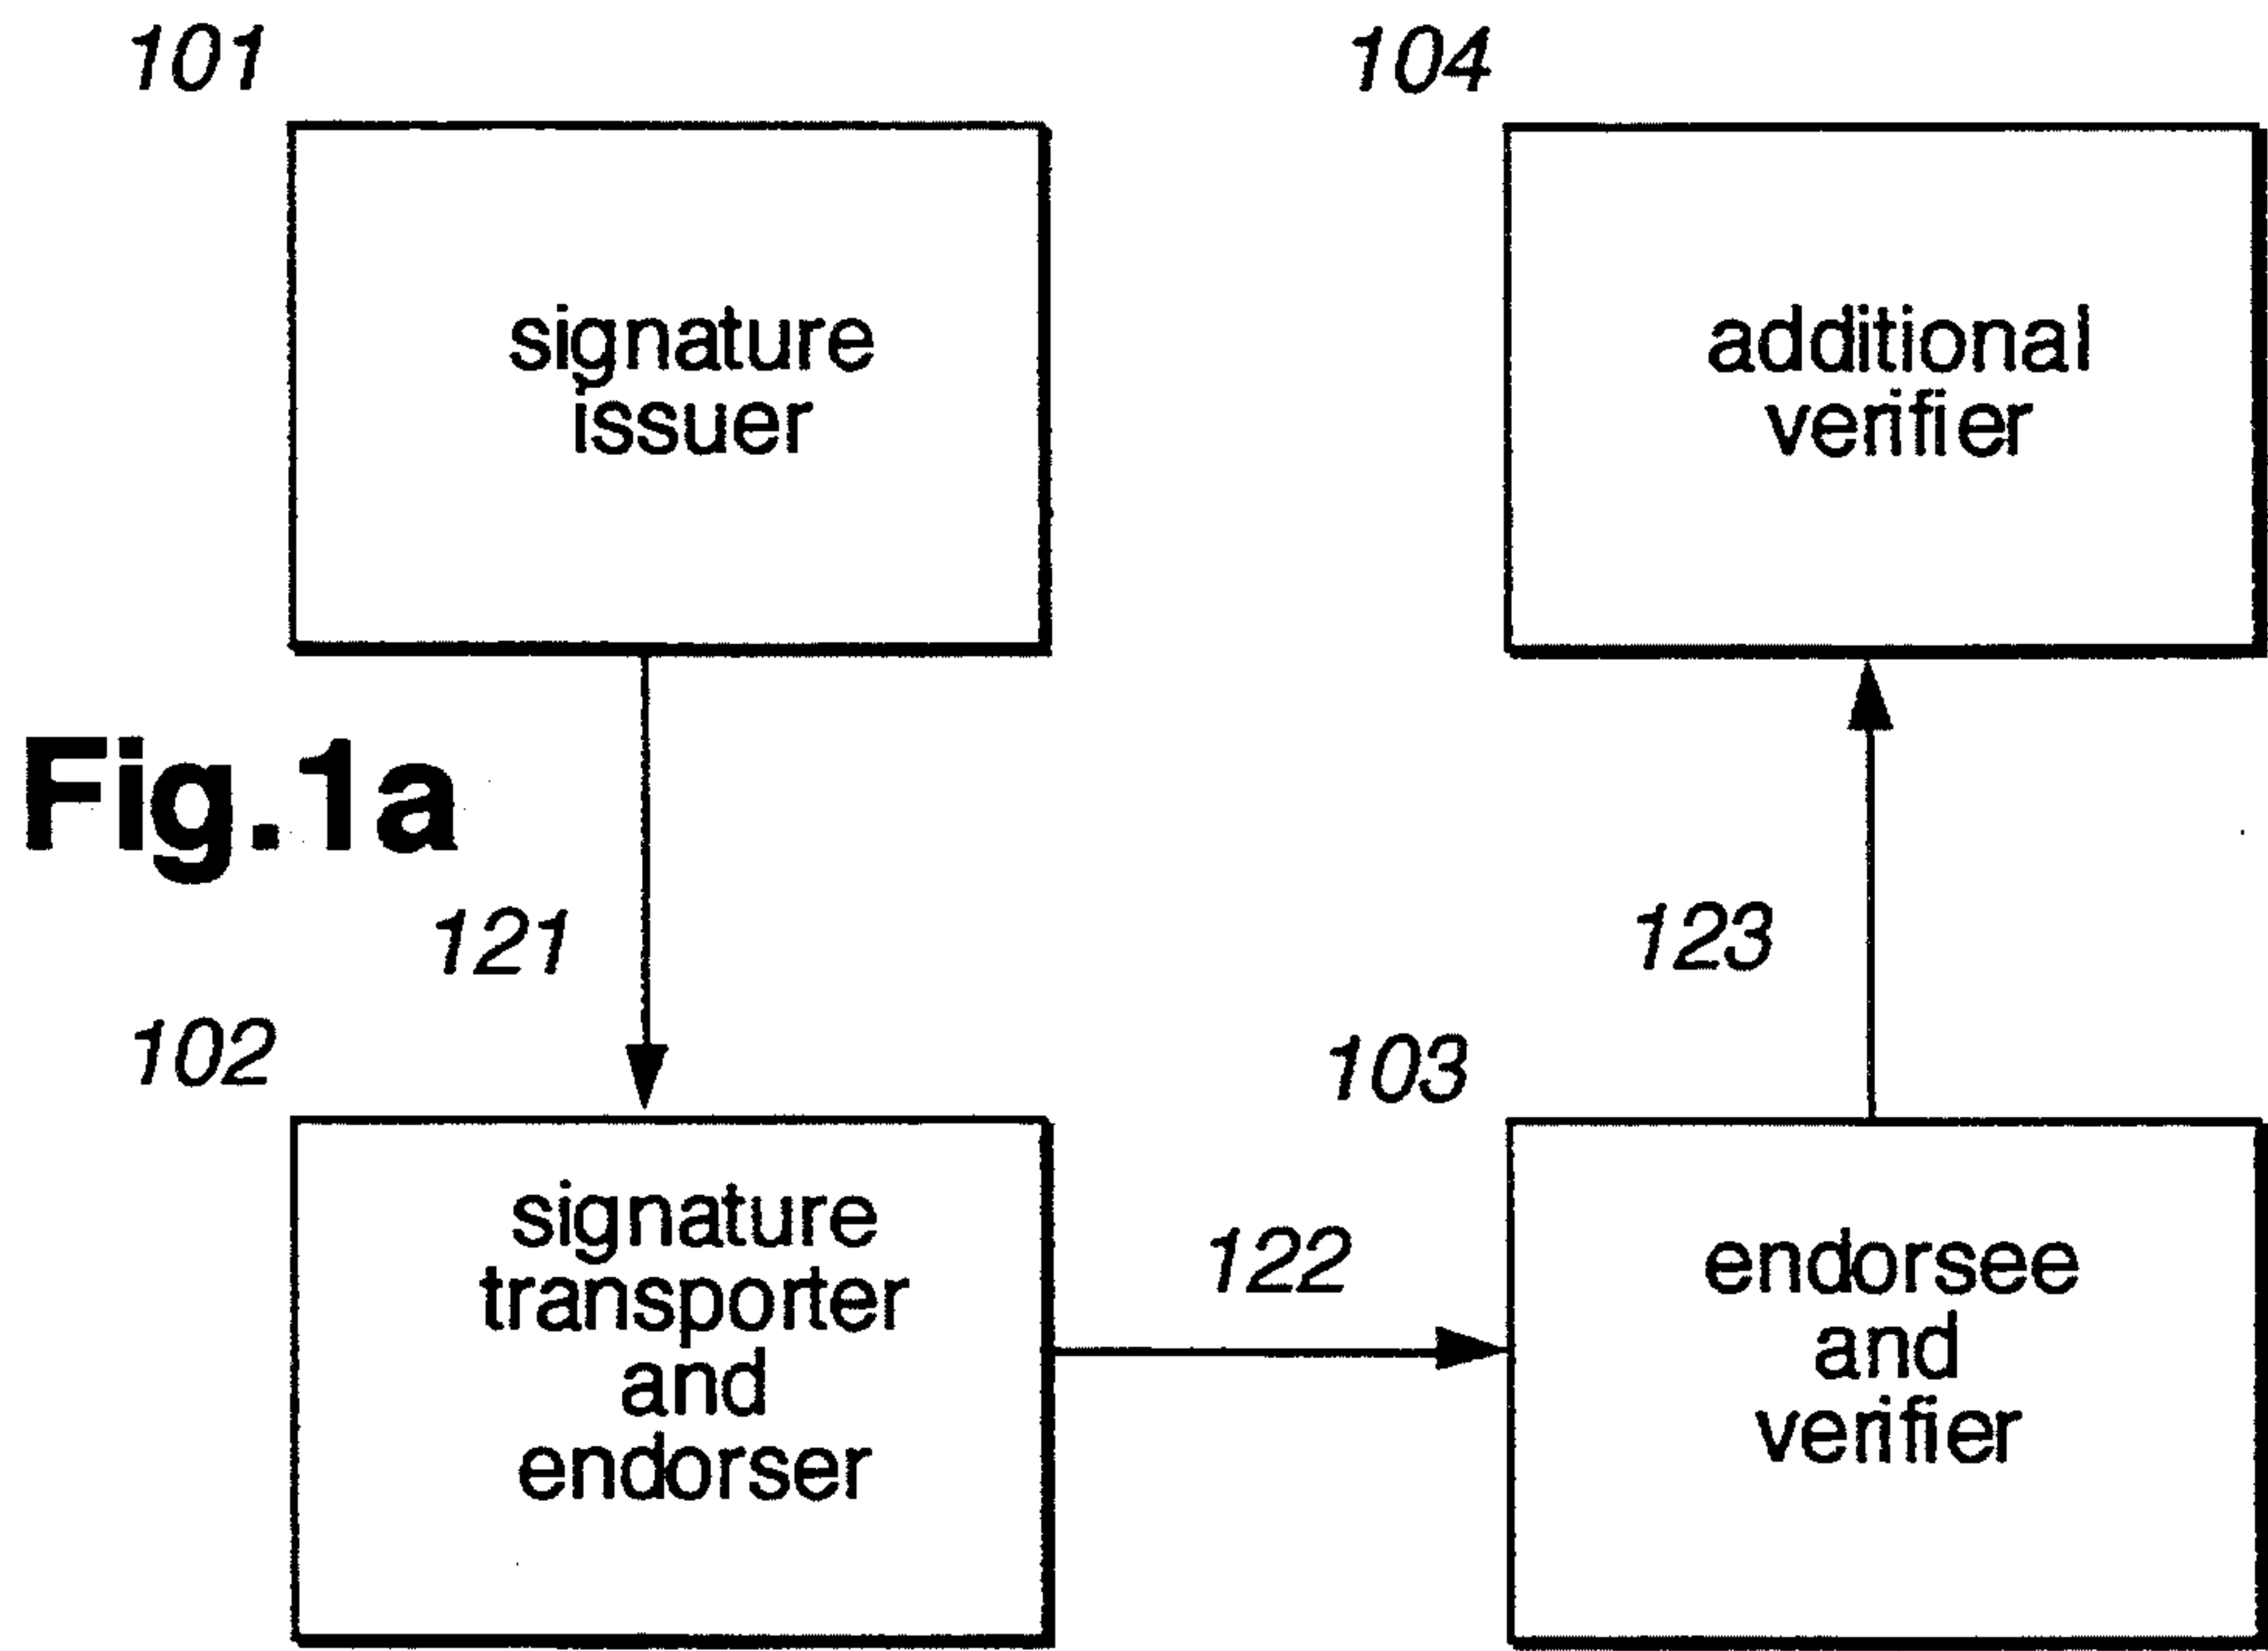 101
signature
issuer
104
additional
verifier
Fig.1a
121
123
102
signature
transporter
and
endorser
122
103
endorsee
and
verifier